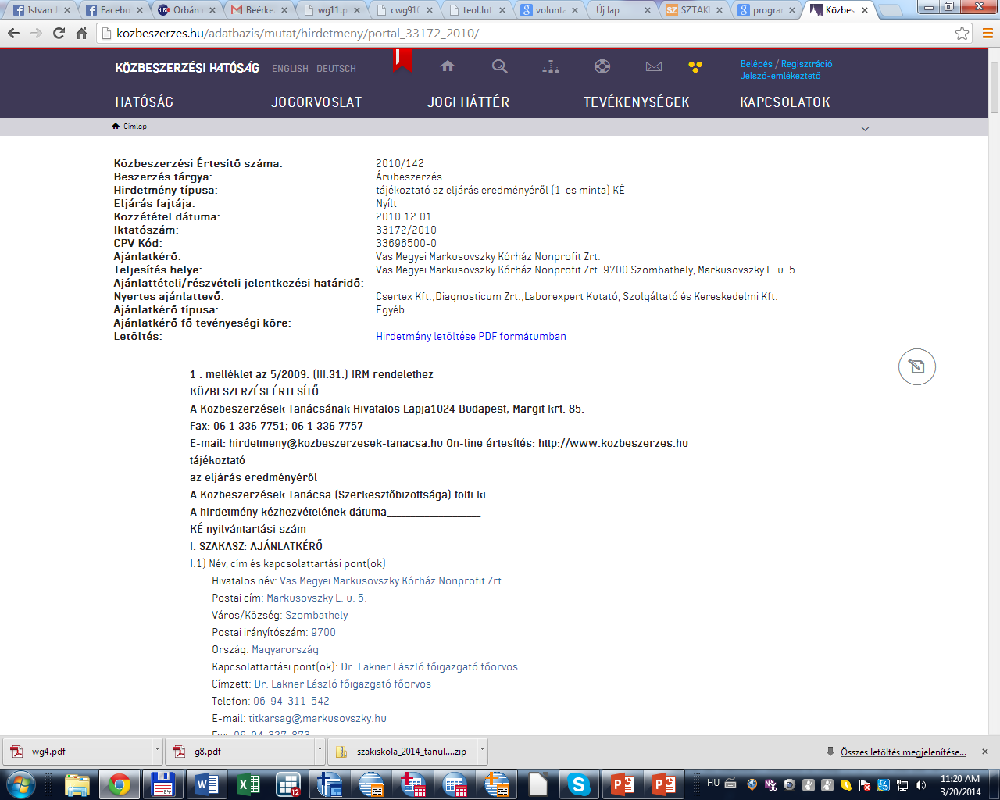 Istvan J
Facebo
Orbán
Beérke
wg11.p
cwg910
teol.lut
volunta
Új lap
SZTAK
progra
Közbes
kozbeszerzes.hu/adatbazis/mutat/hirdetmeny/portal_33172_2010/
KÖZBESZERZÉSI HATÓSÁG ENGLISH DEUTSCH
Belépés / Regisztráció
Jelszó-emlékeztető
HATÓSÁG JOGORVOSLAT JOGI HÁTTÉR TEVÉKENYSÉGEK KAPCSOLATOK
Címlap
Közbeszerzési Értesítő száma: 2010/142
Beszerzés tárgya: Árubeszerzés
Hirdetmény típusa: tájékoztató az eljárás eredményéről (1-es minta) KÉ
Eljárás fajtája: Nyílt
Közzététel dátuma: 2010.12.01.
Iktatószám: 33172/2010
CPV Kód: 33696500-0
Ajánlatkérő: Vas Megyei Markusovszky Kórház Nonprofit Zrt.
Teljesítés helye: Vas Megyei Markusovszky Kórház Nonprofit Zrt. 9700 Szombathely, Markusovszky L. u. 5.
Ajánlattételi/részvételi jelentkezési határidő:
Nyertes ajánlattevő: Csertex Kft.;Diagnosticum Zrt.;Laborexpert Kutató, Szolgáltató és Kereskedelmi Kft.
Ajánlatkérő típusa: Egyéb
Ajánlatkérő fő tevényeségi köre:
Letöltés: Hirdetmény letöltése PDF formátumban
1 . melléklet az 5/2009. (III.31.) IRM rendelethez
KÖZBESZERZÉSI ÉRTESÍTŐ
A Közbeszerzések Tanácsának Hivatalos Lapja1024 Budapest, Margit krt. 85.
Fax: 06 1 336 7751; 06 1 336 7757
E-mail: hirdetmeny@kozbeszerzesek-tanacsa.hu On-line értesítés: http://www.kozbeszerzes.hu
tájékoztató
az eljárás eredményéről
A Közbeszerzések Tanácsa (Szerkesztőbizottsága) tölti ki
A hirdetmény kézhezvételének dátuma_______________
KÉ nyilvántartási szám_________________________
I. SZAKASZ: AJÁNLATKÉRŐ
I.1) Név, cím és kapcsolattartási pont(ok)
Hivatalos név: Vas Megyei Markusovszky Kórház Nonprofit Zrt.
Postai cím: Markusovszky L. u. 5.
Város/Község: Szombathely
Postai irányítószám: 9700
Ország: Magyarország
Kapcsolattartási pont(ok): Dr. Lakner László főigazgató főorvos
Címzett: Dr. Lakner László főigazgató főorvos
Telefon: 06-94-311-542
E-mail: titkarsag@markusovszky.hu
Fax: 06-94-327-873
wg4.pdf
g8.pdf
szakiskola_2014_tanul....zip
Összes letöltés megjelenítése...
HU
11:20 AM
3/20/2014